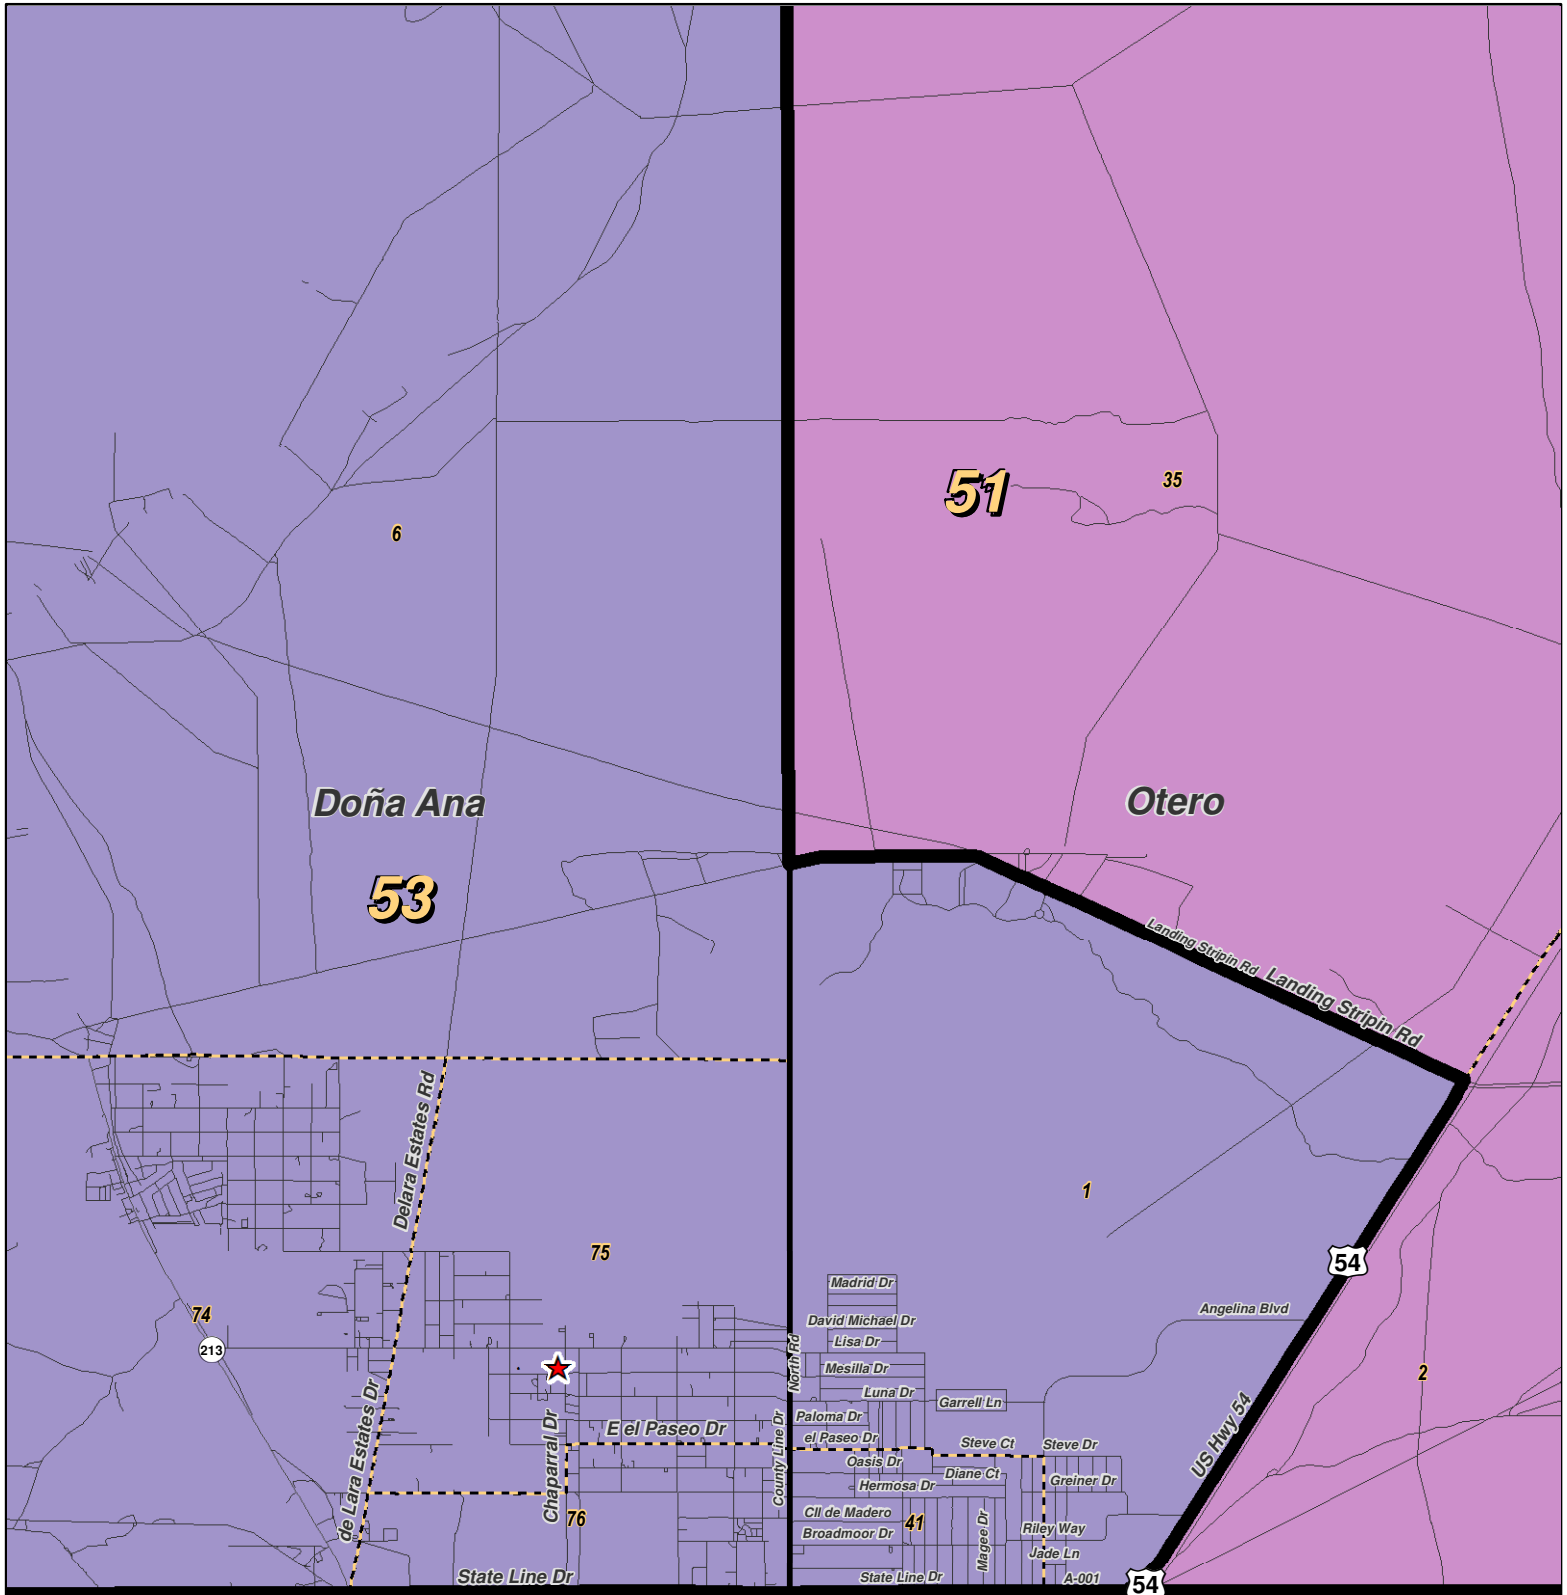 51
35
6
Doña Ana
Otero
53
Landing Stripin Rd
Landing Stripin Rd
Delara Estates Rd
1
75
54
Madrid Dr
Angelina Blvd
74
David Michael Dr
213
Lisa Dr
North Rd
Mesilla Dr
2
Luna Dr
Garrell Ln
de Lara Estates Dr
Chaparral Dr
E el Paseo Dr
County Line Dr
Paloma Dr
el Paseo Dr
Steve Ct
Steve Dr
US Hwy 54
Oasis Dr
Diane Ct
Hermosa Dr
Greiner Dr
76
Cll de Madero
41
Broadmoor Dr
Magee Dr
Riley Way
Jade Ln
State Line Dr
State Line Dr
A-001
54